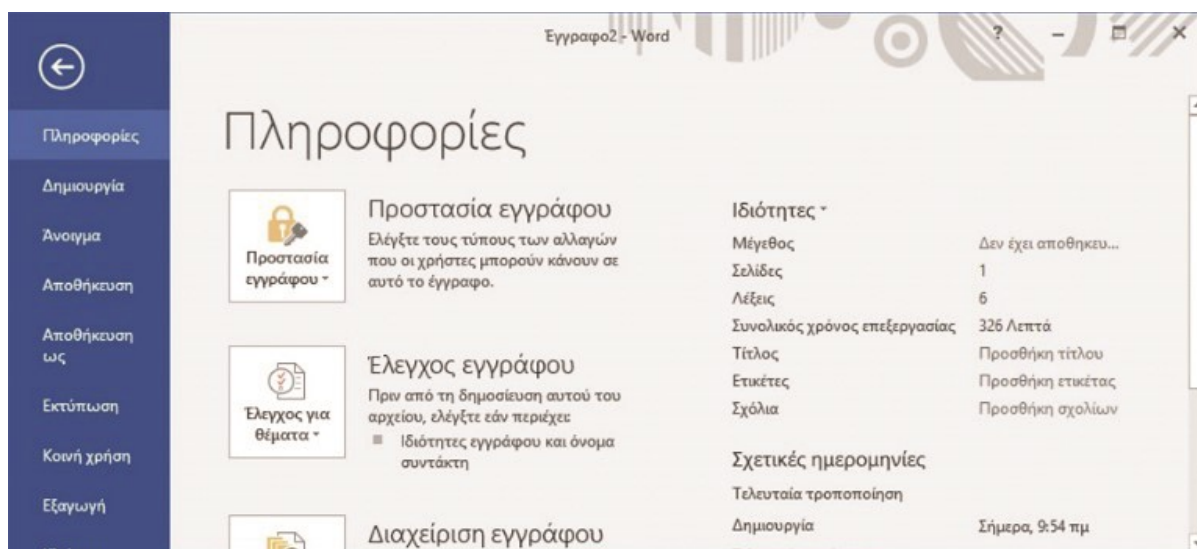 Έγγραφο2 - Word
?
Πληροφορίες
Δημιουργία
Άνοιγμα
Αποθήκευση
Αποθήκευση
ως
Εκτύπωση
Κοινή χρήση
Εξαγωγή
Πληροφορίες
Προστασία
εγγράφου
Προστασία εγγράφου
Ελέγξτε τους τύπους των αλλαγών
που οι χρήστες μπορούν κάνουν σε
αυτό το έγγραφο.
Έλεγχος για
θέματα
Έλεγχος εγγράφου
Πριν από τη δημοσίευση αυτού του
αρχείου, ελέγξτε εάν περιέχει:
Ιδιότητες εγγράφου και όνομα
συντάκτη
Διαχείριση εγγράφου
Ιδιότητες
Μέγεθος Δεν έχει αποθηκευ...
Σελίδες 1
Λέξεις 6
Συνολικός χρόνος επεξεργασίας 326 Λεπτά
Τίτλος Προσθήκη τίτλου
Ετικέτες Προσθήκη ετικέτας
Σχόλια Προσθήκη σχολίων
Σχετικές ημερομηνίες
Τελευταία τροποποίηση
Δημιουργία Σήμερα, 9:54 πμ